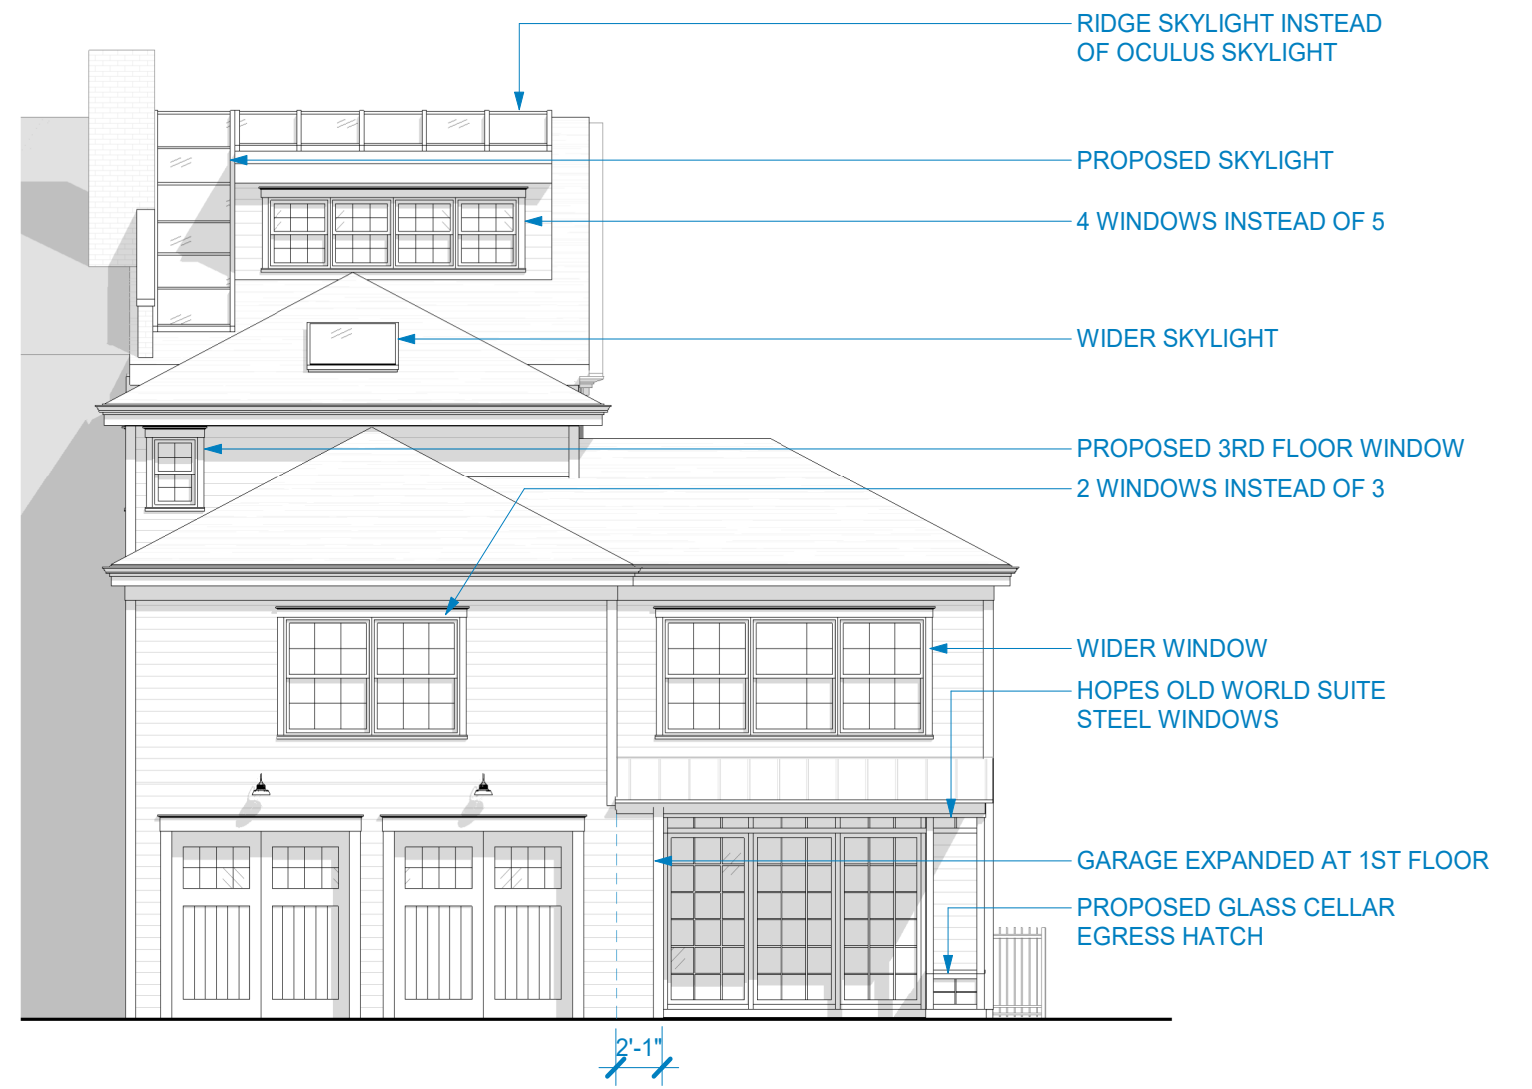 RIDGE SKYLIGHT INSTEAD
OF OCULUS SKYLIGHT
PROPOSED SKYLIGHT
4 WINDOWS INSTEAD OF 5
WIDER SKYLIGHT
PROPOSED 3RD FLOOR WINDOW
2 WINDOWS INSTEAD OF 3
WIDER WINDOW
HOPES OLD WORLD SUITE
STEEL WINDOWS
GARAGE EXPANDED AT 1ST FLOOR
PROPOSED GLASS CELLAR
EGRESS HATCH
2'-1"